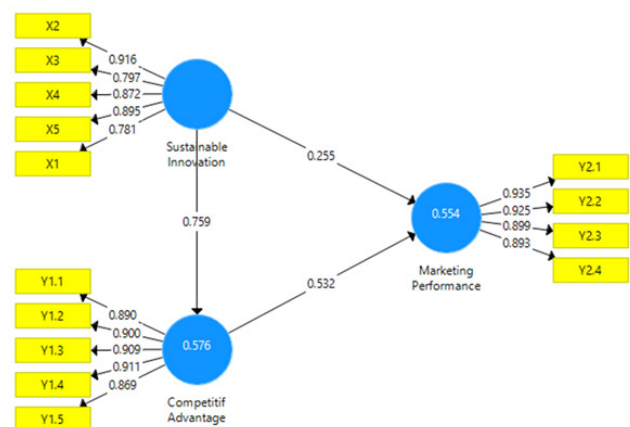 X2
X3
X4
X5
X1
0.916
0.797
0.872
0.895
0.781
Sustainable
Innovation
0.255
0.759
0.532
0.554
Marketing
Performance
0.935
0.925
0.899
0.893
Y2.1
Y2.2
Y2.3
Y2.4
Y1.1
Y1.2
Y1.3
Y1.4
Y1.5
0.890
0.900
0.909
0.911
0.869
0.576
Competitif
Advantage